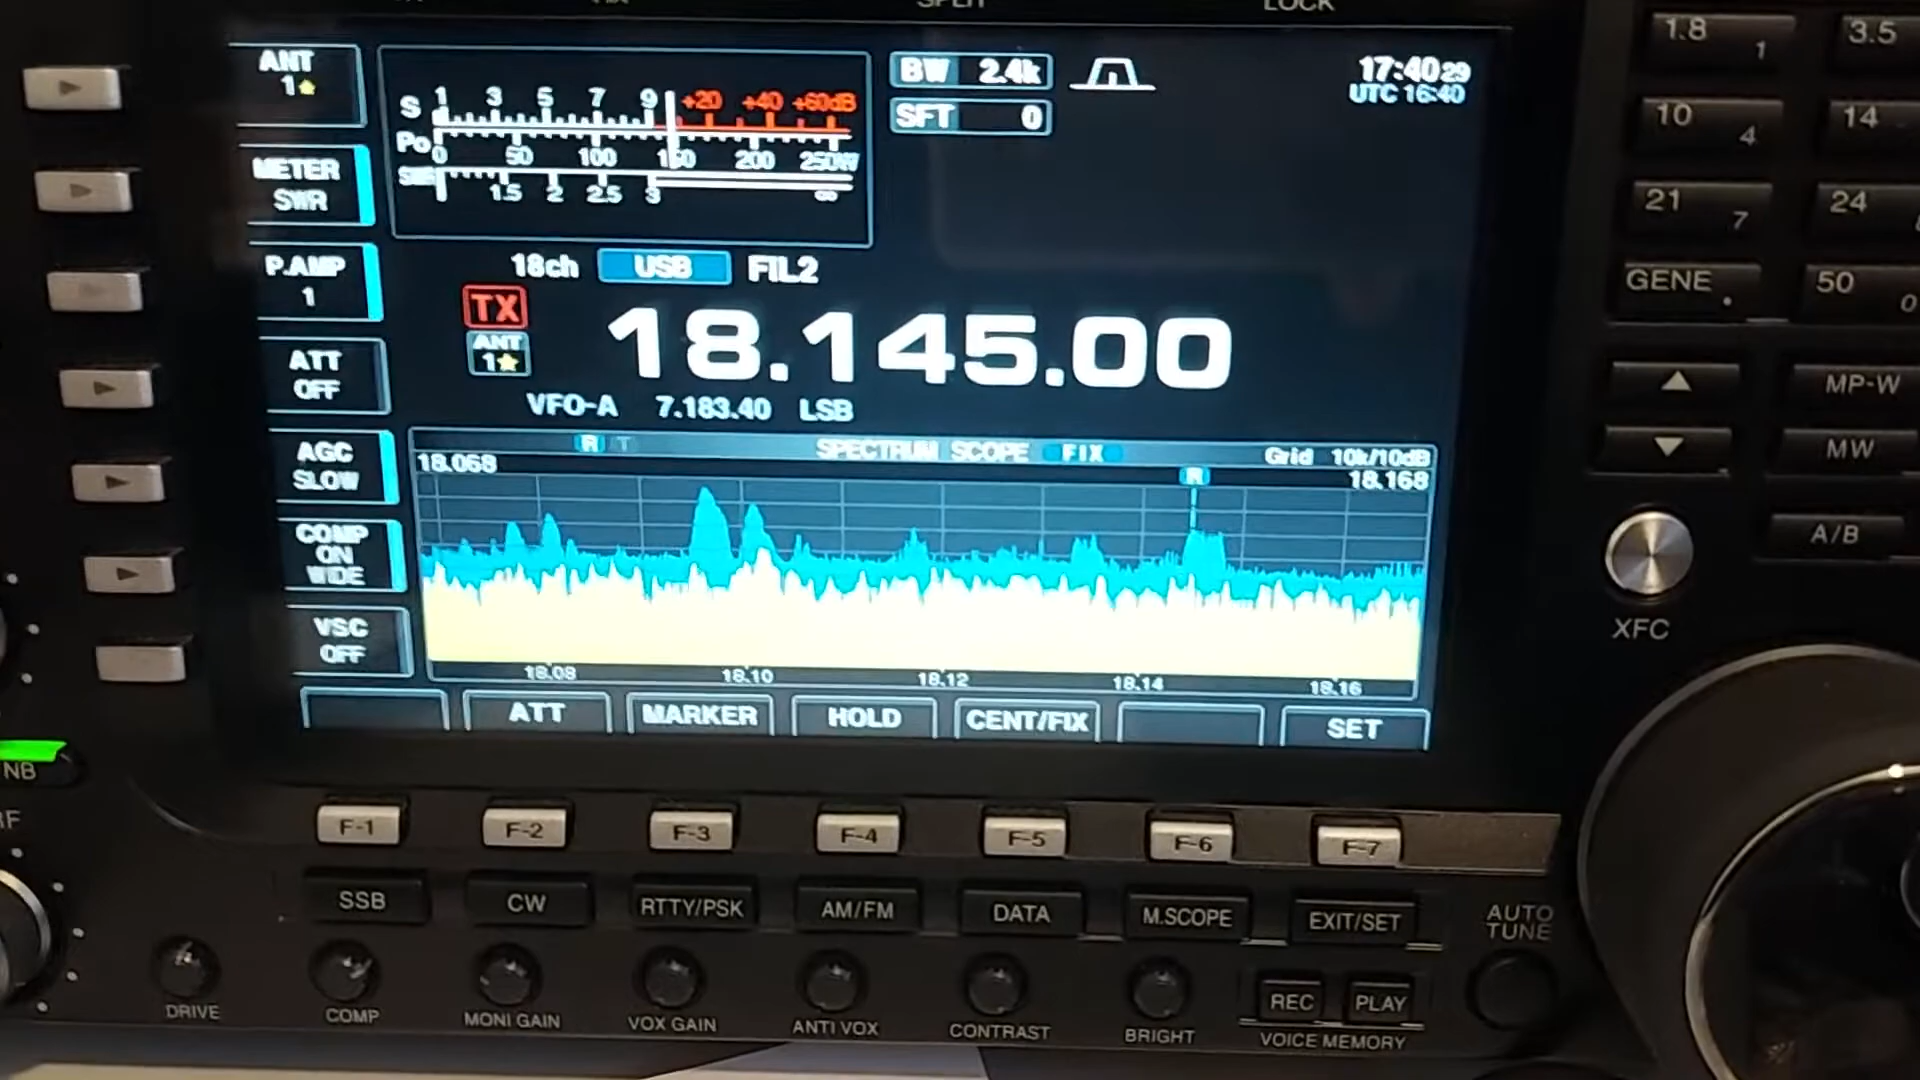 SPLIT
LOCK
ANT
1
METER
SWR
P.AMP
1
ATT
OFF
AGC
SLOW
COMP
ON
WIDE
VSC
OFF
S 1 3 5 7 9 +20 +40 +60dB
Po 0 50 100 150 200 250W
1.5 2 2.5 3 ∞
BW 2.4k
SFT 0
17:40 29
UTC 16:40
18ch USB FIL2
TX
ANT
1
18.145.00
VFO-A 7.183.40 LSB
R T SPECTRUM SCOPE FIX Grid 10k/10dB
18.068 R 18.168
18.08 18.10 18.12 18.14 18.16
ATT MARKER HOLD CENT/FIX SET
F-1 F-2 F-3 F-4 F-5 F-6 F-7
SSB CW RTTY/PSK AM/FM DATA M.SCOPE EXIT/SET
AUTO
TUNE
DRIVE COMP MONI GAIN VOX GAIN ANTI VOX CONTRAST BRIGHT
REC PLAY
VOICE MEMORY
NB
1.8 1 3.5
10 4 14
21 7 24
GENE . 50 0
MP-W
MW
A/B
XFC